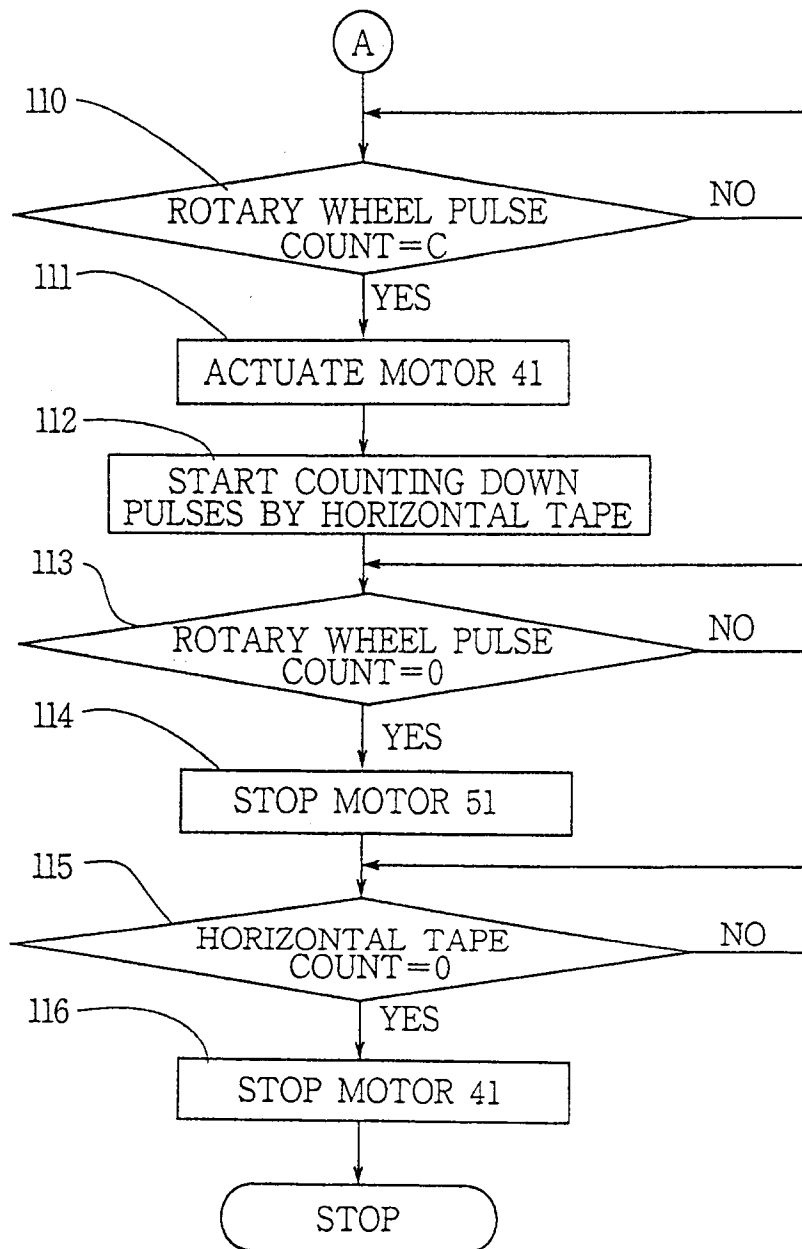 A
110
ROTARY WHEEL PULSE
COUNT=C
NO
YES
111
ACTUATE MOTOR 41
112
START COUNTING DOWN
PULSES BY HORIZONTAL TAPE
113
ROTARY WHEEL PULSE
COUNT=0
NO
YES
114
STOP MOTOR 51
115
HORIZONTAL TAPE
COUNT=0
NO
YES
116
STOP MOTOR 41
STOP